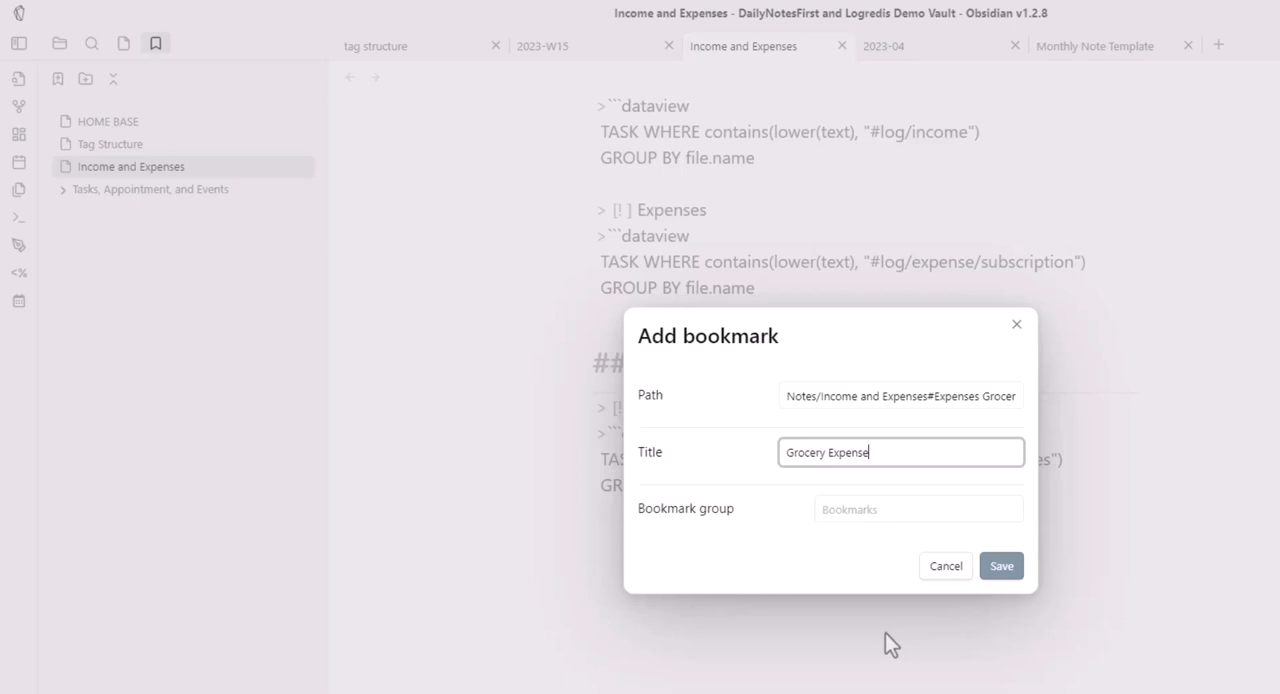 Income and Expenses - DailyNotesFirst and Logredis Demo Vault - Obsidian v1.2.8
tag structure
2023-W15
Income and Expenses
2023-04
Monthly Note Template
HOME BASE
Tag Structure
Income and Expenses
Tasks, Appointment, and Events
>```dataview
TASK WHERE contains(lower(text), "#log/income")
GROUP BY file.name
> [! ] Expenses
>```dataview
TASK WHERE contains(lower(text), "#log/expense/subscription")
GROUP BY file.name
##
> [!
>```
TAS es")
GR
Add bookmark
Path
Notes/Income and Expenses#Expenses Grocer
Title
Grocery Expense
Bookmark group
Bookmarks
Cancel
Save